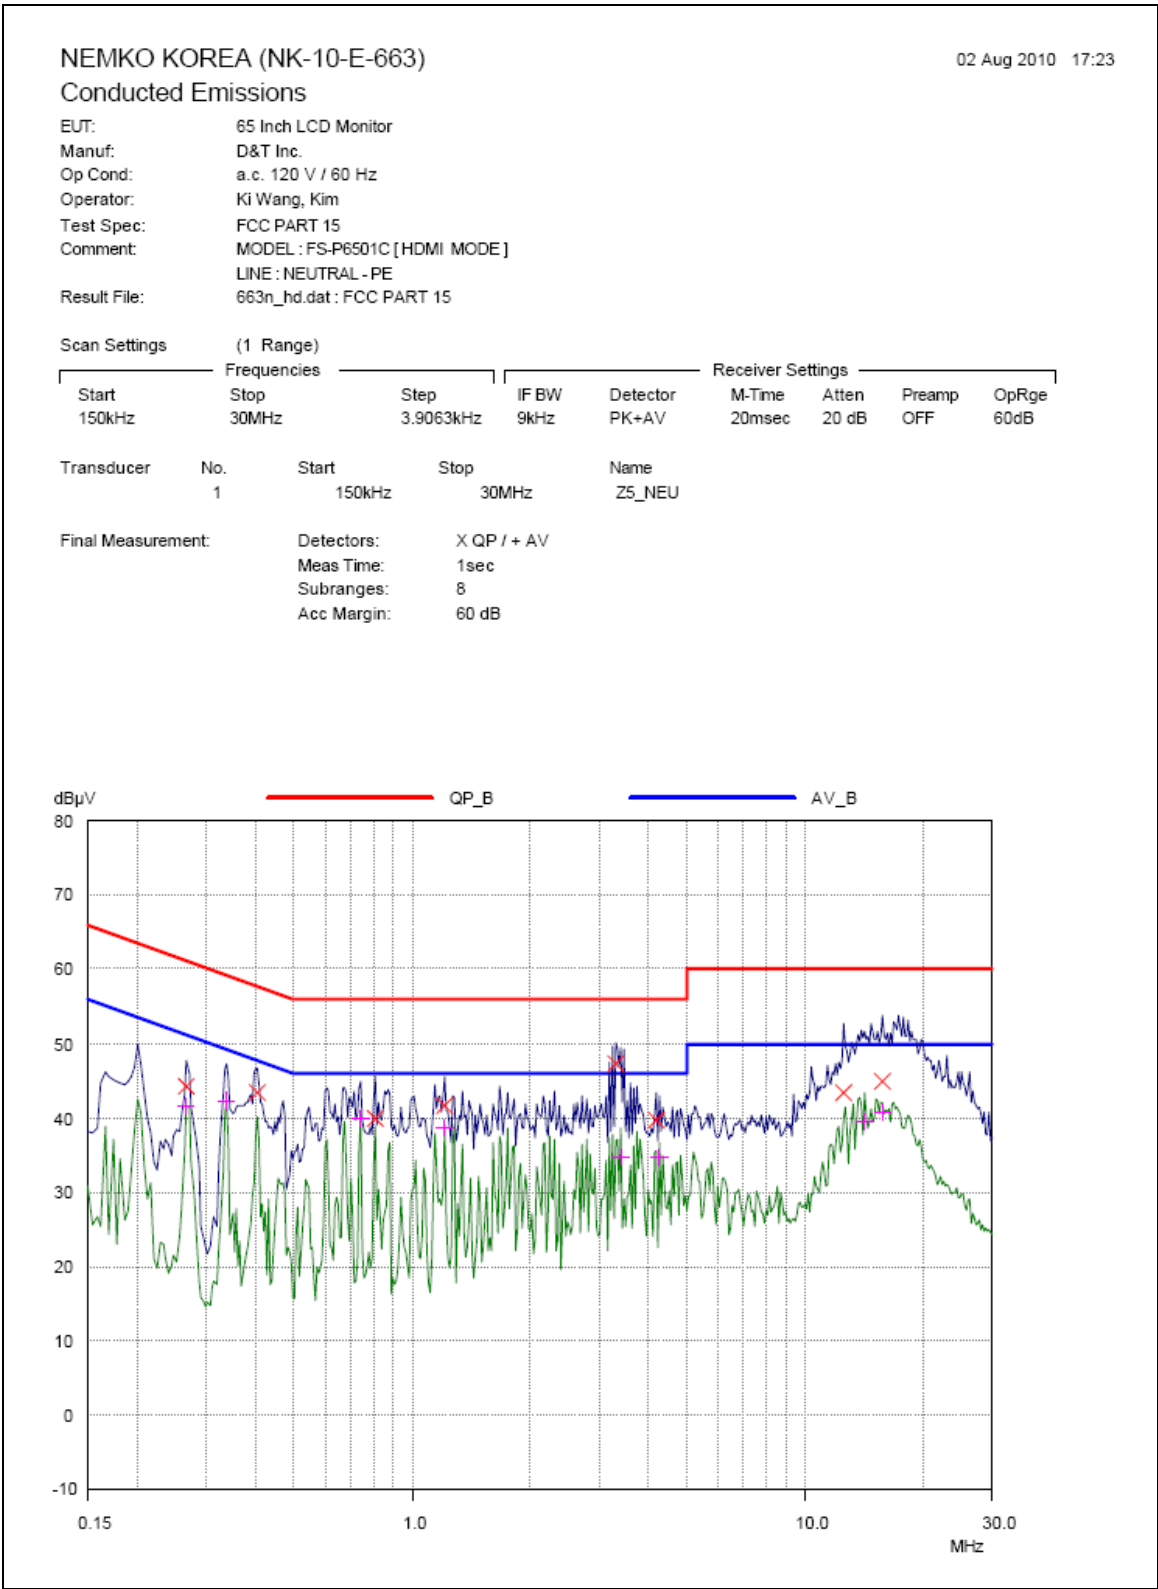 NEMKO KOREA (NK-10-E-663) 02 Aug 2010 17:23
Conducted Emissions
EUT: 65 Inch LCD Monitor
Manuf: D&T Inc.
Op Cond: a.c. 120 V / 60 Hz
Operator: Ki Wang, Kim
Test Spec: FCC PART 15
Comment: MODEL : FS-P6501C [ HDMI MODE ]
LINE : NEUTRAL - PE
Result File: 663n_hd.dat : FCC PART 15
Scan Settings (1 Range)
Frequencies Receiver Settings
Start Stop Step IF BW Detector M-Time Atten Preamp OpRge
150kHz 30MHz 3.9063kHz 9kHz PK+AV 20msec 20 dB OFF 60dB
Transducer No. Start Stop Name
1 150kHz 30MHz Z5_NEU
Final Measurement: Detectors: X QP / + AV
Meas Time: 1sec
Subranges: 8
Acc Margin: 60 dB
dBµV QP_B AV_B
80
70
60
50
40
30
20
10
0
-10
0.15 1.0 10.0 30.0
MHz